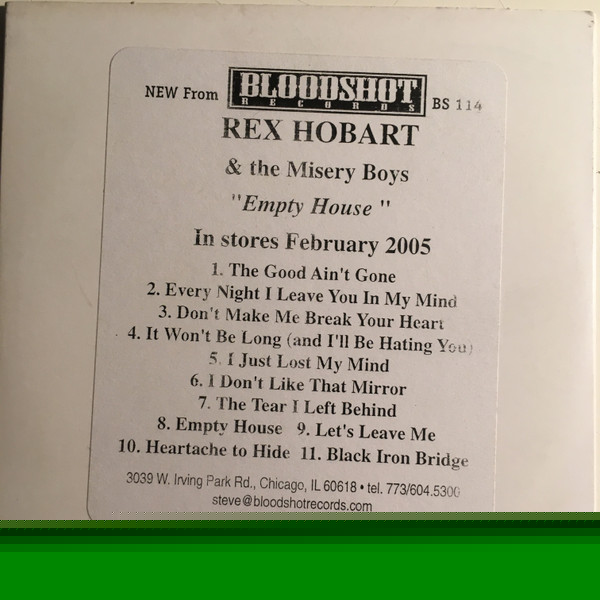 NEW From BLOODSHOT RECORDS BS 114
REX HOBART
& the Misery Boys
"Empty House "
In stores February 2005
1. The Good Ain't Gone
2. Every Night I Leave You In My Mind
3. Don't Make Me Break Your Heart
4. It Won't Be Long (and I'll Be Hating You)
5. I Just Lost My Mind
6. I Don't Like That Mirror
7. The Tear I Left Behind
8. Empty House 9. Let's Leave Me
10. Heartache to Hide 11. Black Iron Bridge
3039 W. Irving Park Rd., Chicago, IL 60618 • tel. 773/604.5300
steve@bloodshotrecords.com